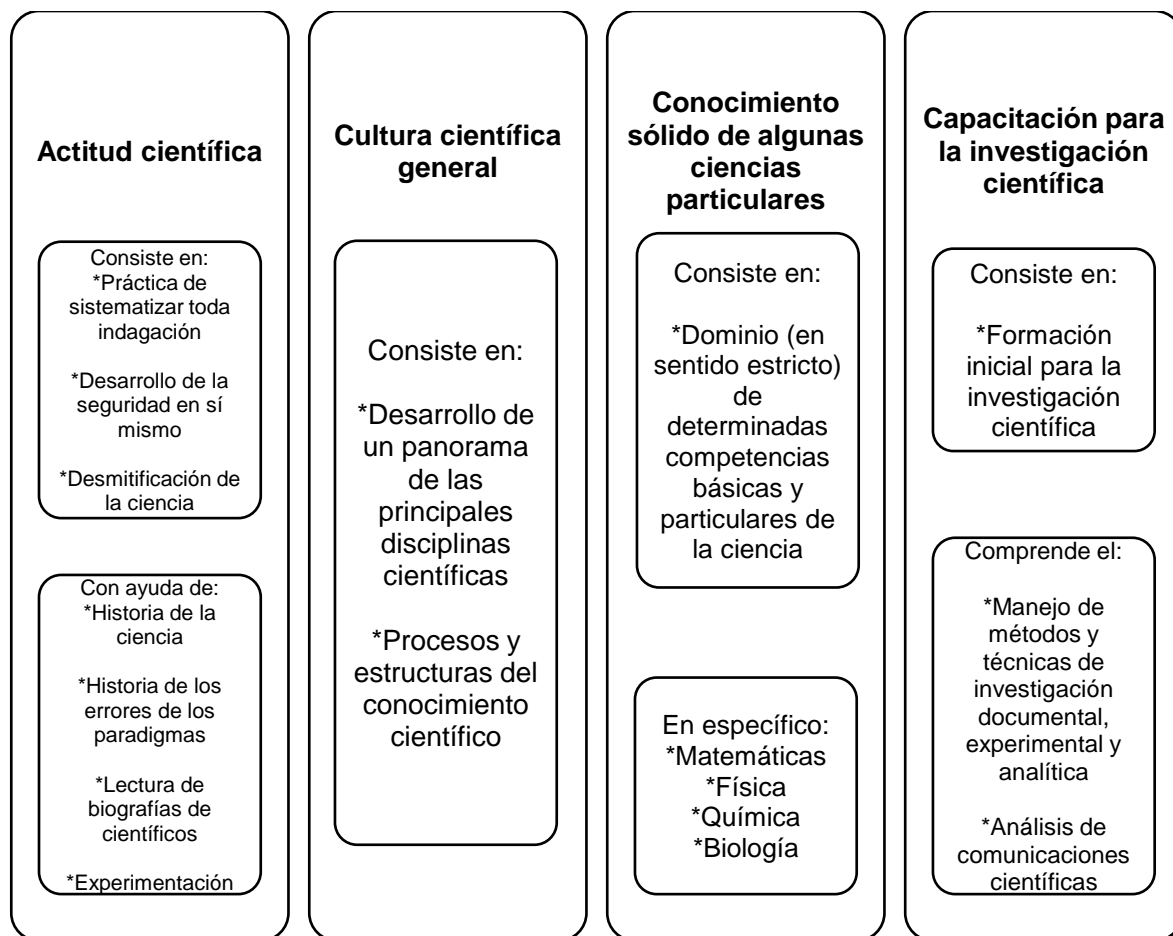 Actitud científica
Consiste en:
*Práctica de
sistematizar toda
indagación
*Desarrollo de la
seguridad en sí
mismo
*Desmitificación de
la ciencia
Con ayuda de:
*Historia de la
ciencia
*Historia de los
errores de los
paradigmas
*Lectura de
biografías de
científicos
*Experimentación
Cultura científica
general
Consiste en:
*Desarrollo de
un panorama
de las
principales
disciplinas
científicas
*Procesos y
estructuras del
conocimiento
científico
Conocimiento
sólido de algunas
ciencias
particulares
Consiste en:
*Dominio (en
sentido estricto)
de
determinadas
competencias
básicas y
particulares de
la ciencia
En específico:
*Matemáticas
*Física
*Química
*Biología
Capacitación para
la investigación
científica
Consiste en:
*Formación
inicial para la
investigación
científica
Comprende el:
*Manejo de
métodos y
técnicas de
investigación
documental,
experimental y
analítica
*Análisis de
comunicaciones
científicas